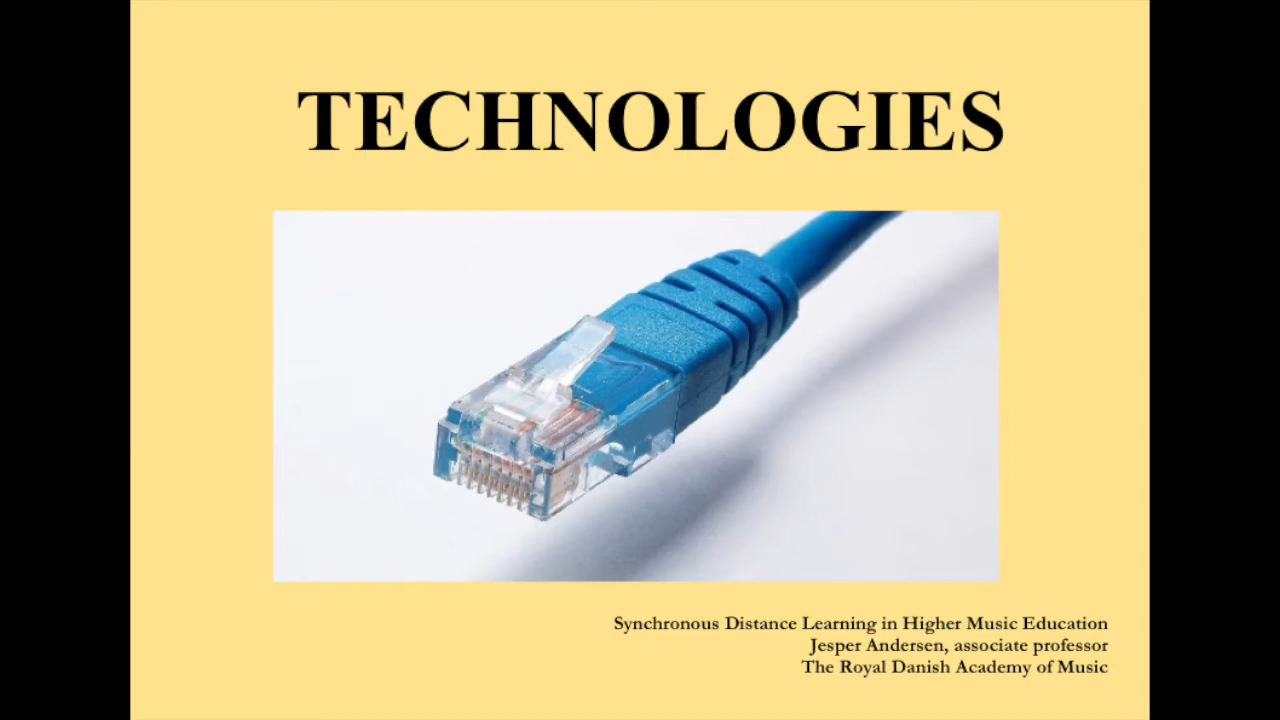 TECHNOLOGIES
Synchronous Distance Learning in Higher Music Education
Jesper Andersen, associate professor
The Royal Danish Academy of Music